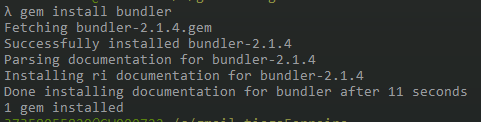 λ gem install bundler
Fetching bundler-2.1.4.gem
Successfully installed bundler-2.1.4
Parsing documentation for bundler-2.1.4
Installing ri documentation for bundler-2.1.4
Done installing documentation for bundler after 11 seconds
1 gem installed